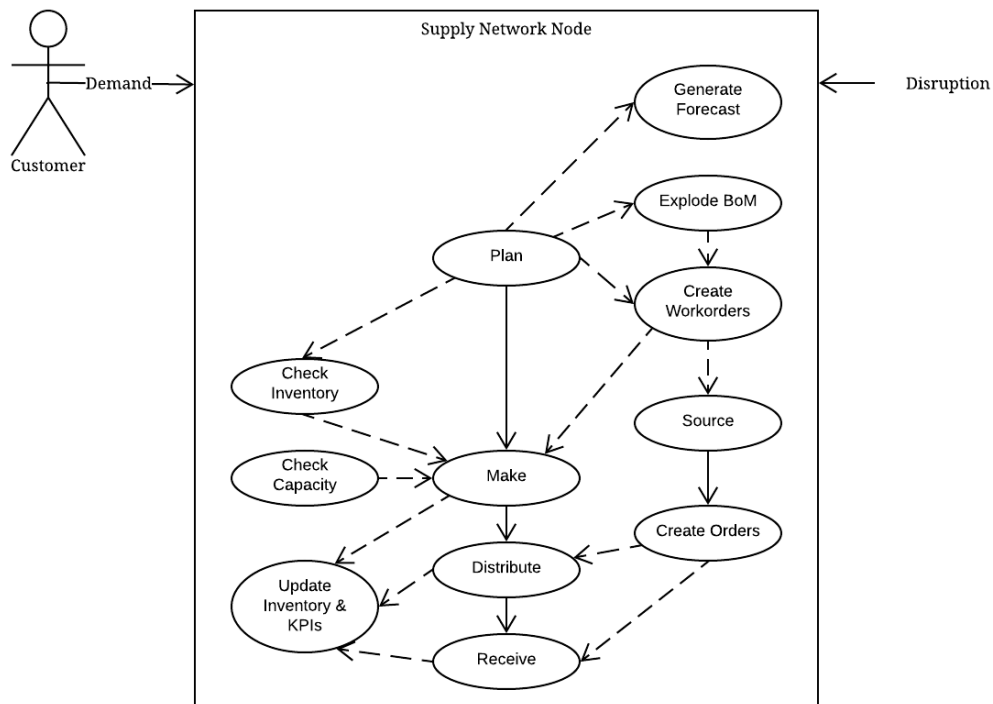 Supply Network Node
Demand
Customer
Disruption
Generate
Forecast
Explode BoM
Plan
Create
Workorders
Check
Inventory
Source
Check
Capacity
Make
Create Orders
Distribute
Update
Inventory &
KPIs
Receive